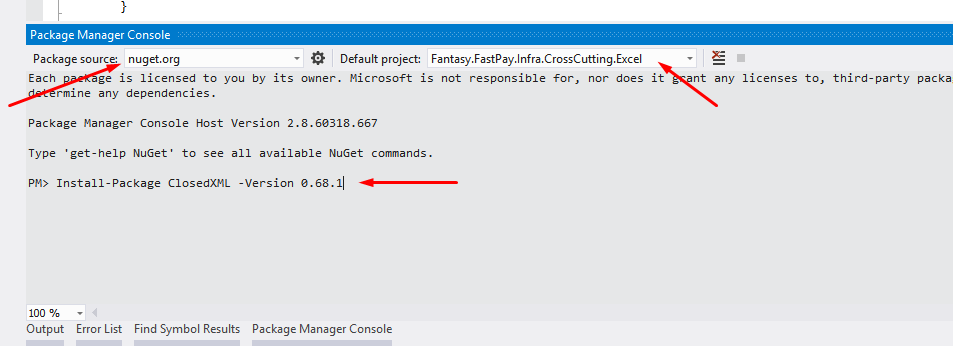 }
Package Manager Console
Package source: nuget.org Default project: Fantasy.FastPay.Infra.CrossCutting.Excel
Each package is licensed to you by its owner. Microsoft is not responsible for, nor does it grant any licenses to, third-party packa
determine any dependencies.
Package Manager Console Host Version 2.8.60318.667
Type 'get-help NuGet' to see all available NuGet commands.
PM> Install-Package ClosedXML -Version 0.68.1
100 %
Output Error List Find Symbol Results Package Manager Console